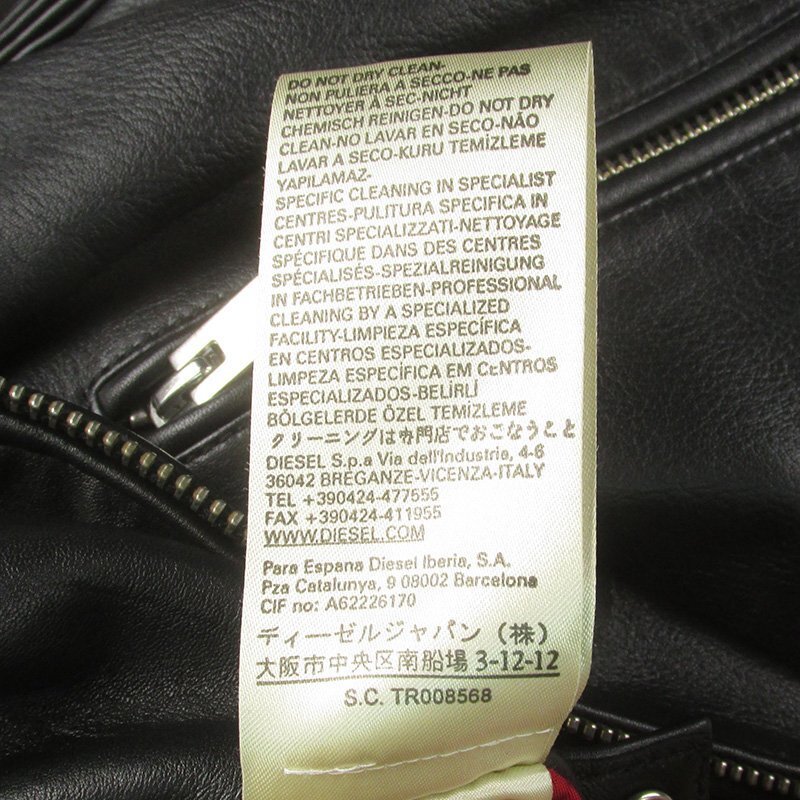 DO NOT DRY CLEAN-
NON PULIERA A SECCO-NE PAS
NETTOYER À SEC-NICHT
CHEMISCH REINIGEN-DO NOT DRY
CLEAN-NO LAVAR EN SECO-NÃO
LAVAR A SECO-KURU TEMİZLEME
YAPILAMAZ-
SPECIFIC CLEANING IN SPECIALIST
CENTRES-PULITURA SPECIFICA IN
CENTRI SPECIALIZZATI-NETTOYAGE
SPÉCIFIQUE DANS DES CENTRES
SPÉCIALISÉS-SPEZIALREINIGUNG
IN FACHBETRIEBEN-PROFESSIONAL
CLEANING BY A SPECIALIZED
FACILITY-LIMPIEZA ESPECÍFICA
EN CENTROS ESPECIALIZADOS-
LIMPEZA ESPECÍFICA EM CENTROS
ESPECIALIZADOS-BELİRLİ
BÖLGELERDE ÖZEL TEMİZLEME
クリーニングは専門店でおこなうこと
DIESEL S.p.a Via dell'Industria, 4-6
36042 BREGANZE-VICENZA-ITALY
TEL +390424-477555
FAX +390424-411955
WWW.DIESEL.COM
Para Espana Diesel Iberia, S.A.
Pza Catalunya, 9 08002 Barcelona
CIF no: A62226170
ディーゼルジャパン（株）
大阪市中央区南船場 3-12-12
S.C. TR008568